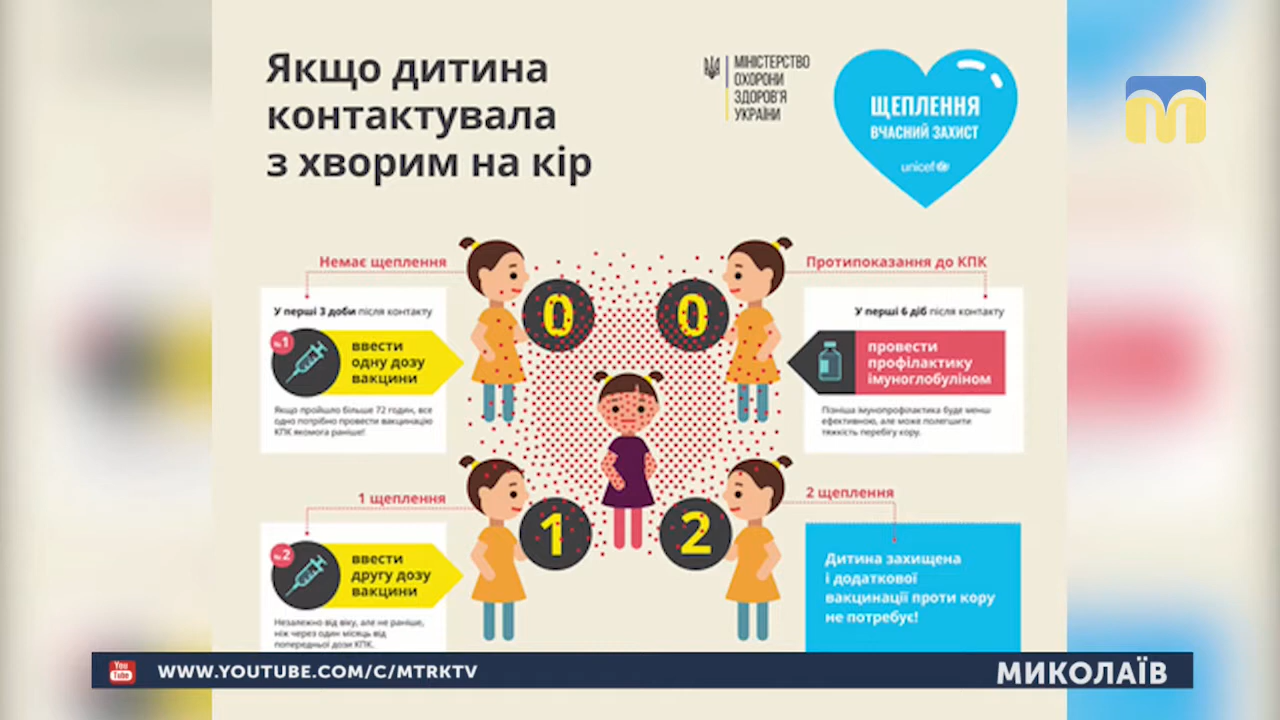 Якщо дитина
контактувала
з хворим на кір
МІНІСТЕРСТВО
ОХОРОНИ
ЗДОРОВ'Я
УКРАЇНИ
ЩЕПЛЕННЯ
ВЧАСНИЙ ЗАХИСТ
unicef
Немає щеплення
У перші 3 доби після контакту
№1
ввести
одну дозу
вакцини
Якщо пройшло більше 72 годин, все
одно потрібно провести вакцинацію
КПК якомога раніше!
0
0
Протипоказання до КПК
У перші 6 діб після контакту
провести
профілактику
імуноглобуліном
Пізніша імунопрофілактика буде менш
ефективною, але може полегшити
тяжкість перебігу кору.
1 щеплення
№2
ввести
другу дозу
вакцини
Незалежно від віку, але не раніше,
ніж через один місяць від
попередньої дози КПК.
1
2
2 щеплення
Дитина захищена
і додаткової
вакцинації проти кору
не потребує!
You
Tube
WWW.YOUTUBE.COM/C/MTRKTV
МИКОЛАЇВ